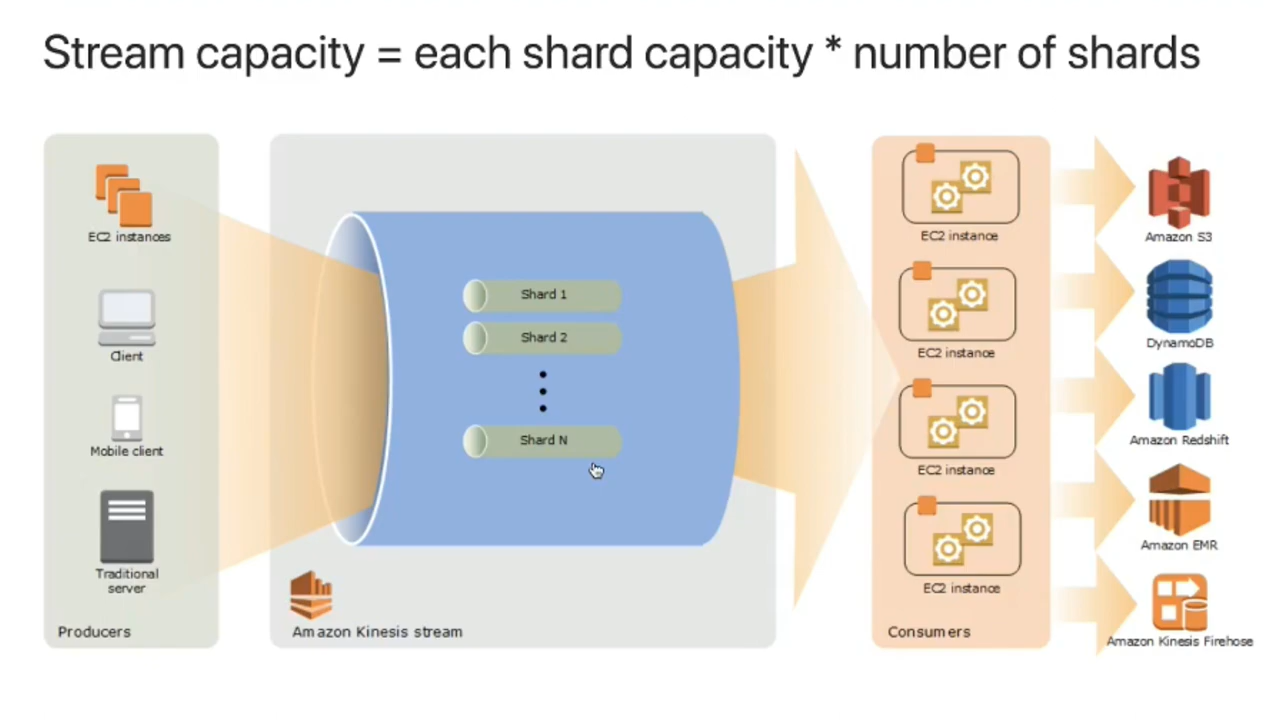 Stream capacity = each shard capacity * number of shards
EC2 instances
Client
Mobile client
Traditional
server
Producers
Shard 1
Shard 2
Shard N
Amazon Kinesis stream
EC2 instance
EC2 instance
EC2 instance
EC2 instance
Consumers
Amazon S3
DynamoDB
Amazon Redshift
Amazon EMR
Amazon Kinesis Firehose